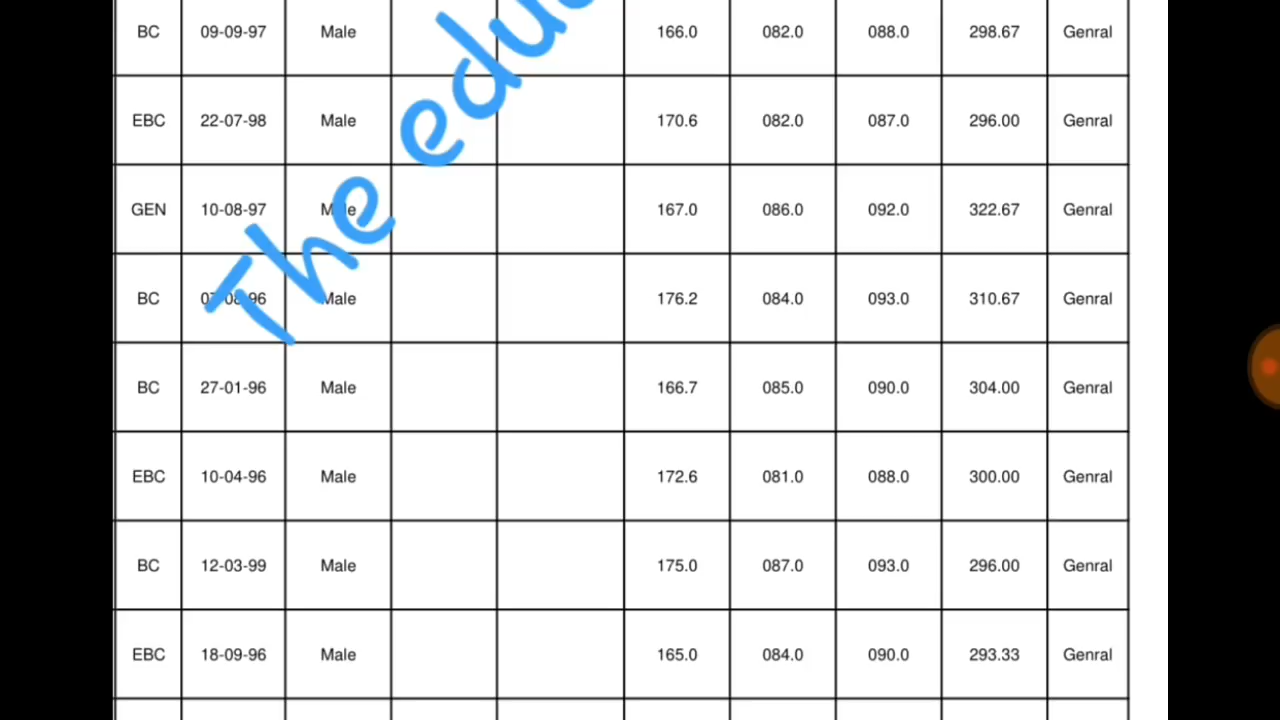 BC 09-09-97 Male 166.0 082.0 088.0 298.67 Genral
EBC 22-07-98 Male 170.6 082.0 087.0 296.00 Genral
GEN 10-08-97 Male 167.0 086.0 092.0 322.67 Genral
BC 07-08-96 Male 176.2 084.0 093.0 310.67 Genral
BC 27-01-96 Male 166.7 085.0 090.0 304.00 Genral
EBC 10-04-96 Male 172.6 081.0 088.0 300.00 Genral
BC 12-03-99 Male 175.0 087.0 093.0 296.00 Genral
EBC 18-09-96 Male 165.0 084.0 090.0 293.33 Genral
The edu